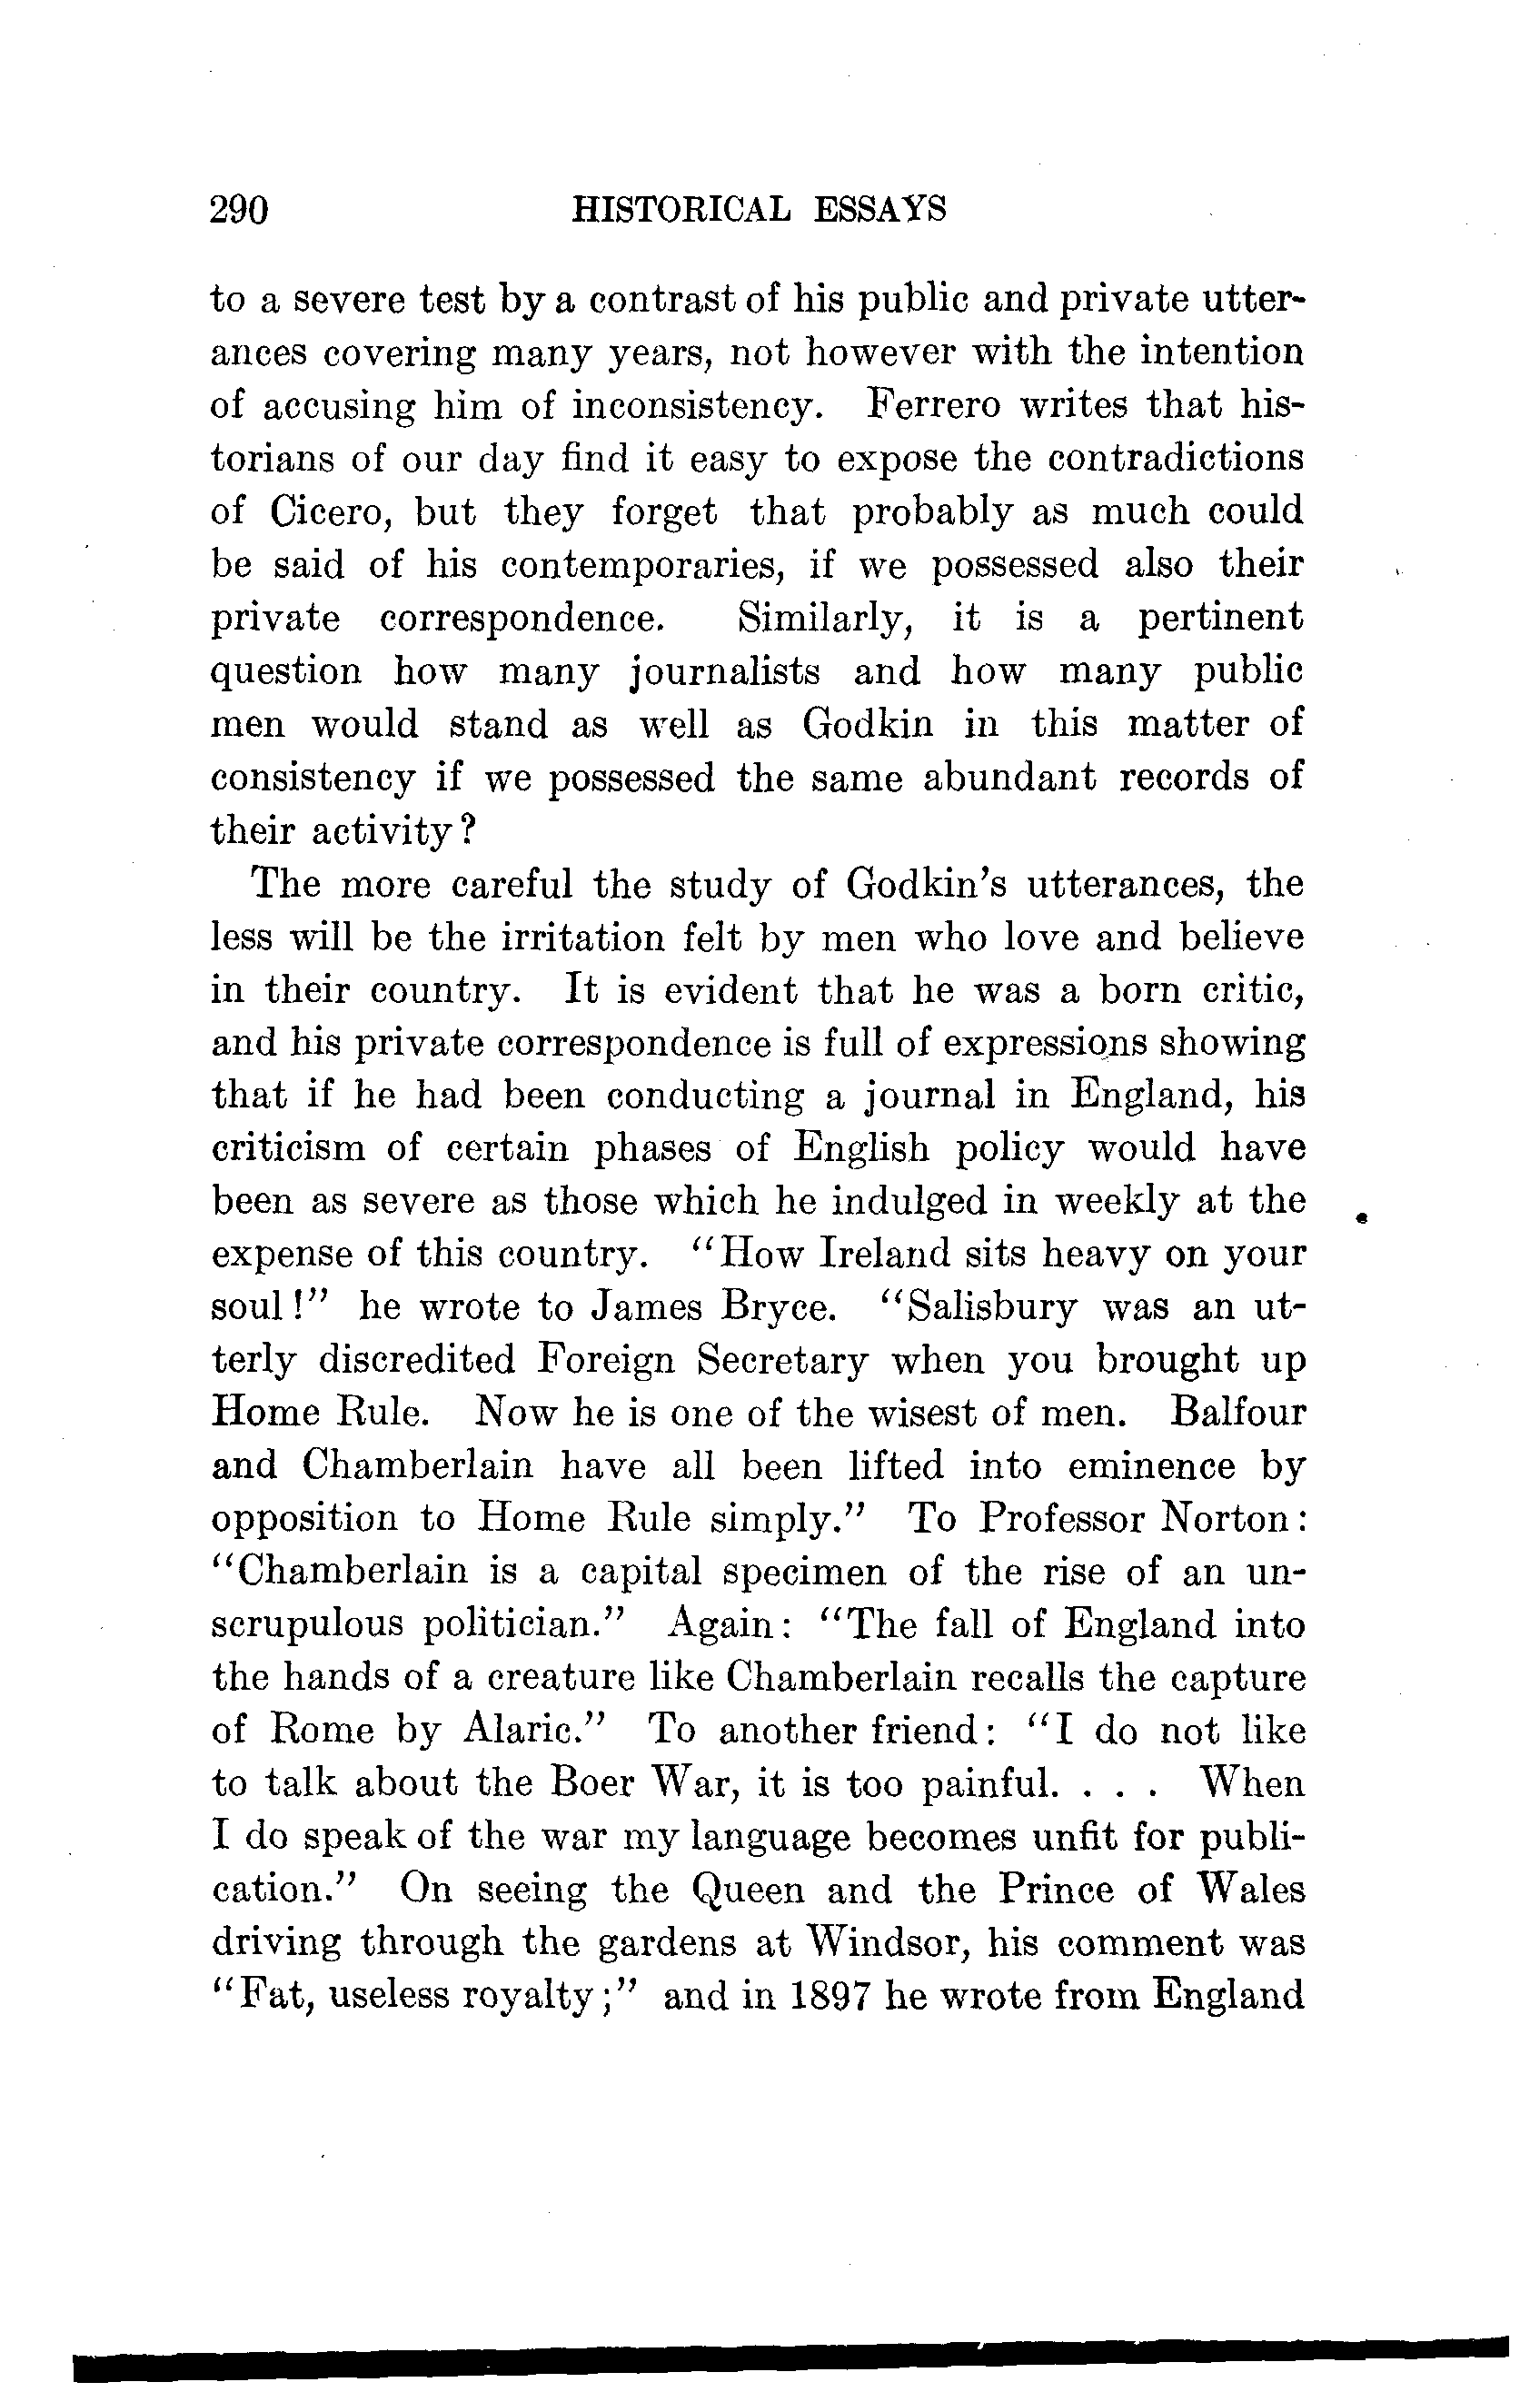 290 HISTORICAL ESSAYS
to a severe test by a contrast of his public and private utter-
ances covering many years, not however with the intention
of accusing him of inconsistency. Ferrero writes that his-
torians of our day find it easy to expose the contradictions
of Cicero, but they forget that probably as much could
be said of his contemporaries, if we possessed also their
private correspondence. Similarly, it is a pertinent
question how many journalists and how many public
men would stand as well as Godkin in this matter of
consistency if we possessed the same abundant records of
their activity?
The more careful the study of Godkin's utterances, the
less will be the irritation felt by men who love and believe
in their country. It is evident that he was a born critic,
and his private correspondence is full of expressions showing
that if he had been conducting a journal in England, his
criticism of certain phases of English policy would have
been as severe as those which he indulged in weekly at the
expense of this country. "How Ireland sits heavy on your
soul!" he wrote to James Bryce. "Salisbury was an ut-
terly discredited Foreign Secretary when you brought up
Home Rule. Now he is one of the wisest of men. Balfour
and Chamberlain have all been lifted into eminence by
opposition to Home Rule simply." To Professor Norton:
"Chamberlain is a capital specimen of the rise of an un-
scrupulous politician." Again: "The fall of England into
the hands of a creature like Chamberlain recalls the capture
of Rome by Alaric." To another friend: "I do not like
to talk about the Boer War, it is too painful. . . . When
I do speak of the war my language becomes unfit for publi-
cation." On seeing the Queen and the Prince of Wales
driving through the gardens at Windsor, his comment was
"Fat, useless royalty;" and in 1897 he wrote from England